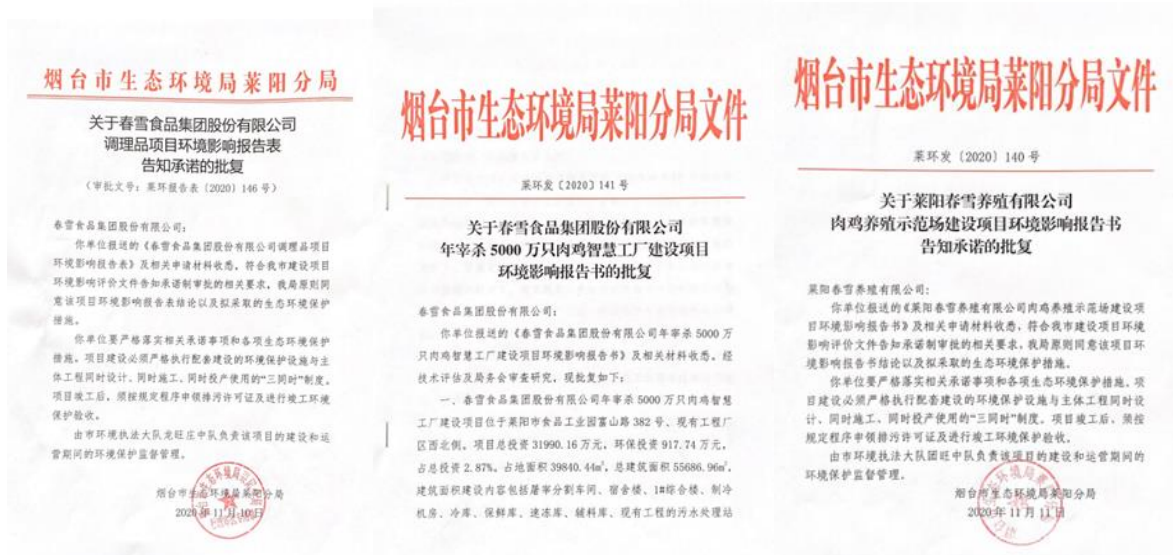 烟台市生态环境局莱阳分局
关于春雪食品集团股份有限公司
调理品项目环境影响报告表
告知承诺的批复
(审批文号:莱环报告表〔2020〕146号)
春雪食品集团股份有限公司:
你单位报送的《春雪食品集团股份有限公司调理品项目
环境影响报告表》及相关申请材料收悉。符合我市建设项目
环境影响评价文件告知承诺制审批的相关要求,我局原则同
意该项目环境影响报告表结论以及拟采取的生态环境保护
措施。
你单位要严格落实相关承诺事项和各项生态环境保护
措施。项目建设必须严格执行配套建设的环境保护设施与主
体工程同时设计、同时施工、同时投产使用的“三同时”制度。
项目竣工后,须按规定程序申领排污许可证及进行竣工环境
保护验收。
由市环境执法大队龙旺庄中队负责该项目的建设和运
营期间的环境保护监督管理。
烟台市生态环境局莱阳分局
2020年11月10日
烟台市生态环境局莱阳分局文件
莱环发〔2020〕141号
关于春雪食品集团股份有限公司
年宰杀5000万只肉鸡智慧工厂建设项目
环境影响报告书的批复
春雪食品集团股份有限公司:
你单位报送的《春雪食品集团股份有限公司年宰杀5000万
只肉鸡智慧工厂建设项目环境影响报告书》及相关材料收悉。经
技术评估及局务会审查研究,现批复如下:
一、春雪食品集团股份有限公司年宰杀5000万只肉鸡智慧
工厂建设项目位于莱阳市食品工业园富山路382号、现有工程厂
区西北侧。项目总投资31990.16万元,环保投资917.74万元,
占总投资2.87%。占地面积39840.44m²,总建筑面积55686.96m²,
建筑面积建设内容包括屠宰分割车间、宿舍楼、1#综合楼、制冷
机房、冷库、保鲜库、速冻库、辅料库、现有工程的污水处理站
烟台市生态环境局莱阳分局文件
莱环发〔2020〕140号
关于莱阳春雪养殖有限公司
肉鸡养殖示范场建设项目环境影响报告书
告知承诺的批复
莱阳春雪养殖有限公司:
你单位报送的《莱阳春雪养殖有限公司肉鸡养殖示范场建设项
目环境影响报告书》及相关申请材料收悉,符合我市建设项目环境
影响评价文件告知承诺制审批的相关要求,我局原则同意该项目环
境影响报告书结论以及拟采取的生态环境保护措施。
你单位要严格落实相关承诺事项和各项生态环境保护措施。项
目建设必须严格执行配套建设的环境保护设施与主体工程同时设
计、同时施工、同时投产使用的“三同时”制度。项目竣工后、须按
规定程序申领排污许可证及进行竣工环境保护验收。
由市环境执法大队团旺中队负责该项目的建设和运营期间的
环境保护监督管理。
烟台市生态环境局莱阳分局
2020年11月11日